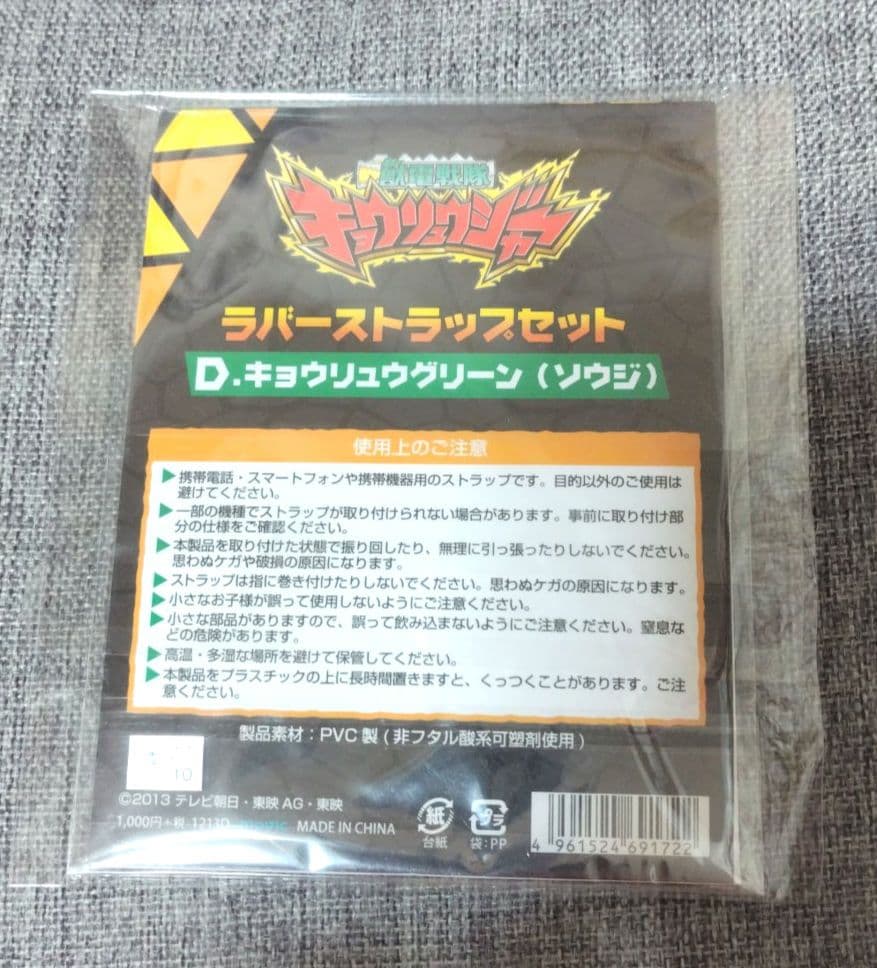 獣電戦隊
キョウリュウジャー
ラバーストラップセット
D.キョウリュウグリーン(ソウジ)
使用上のご注意
▶携帯電話・スマートフォンや携帯機器用のストラップです。目的以外のご使用は
避けてください。
▶一部の機種でストラップが取り付けられない場合があります。事前に取り付け部
分の仕様をご確認ください。
▶本製品を取り付けた状態で振り回したり、無理に引っ張ったりしないでください。
思わぬケガや破損の原因になります。
▶ストラップは指に巻き付けたりしないでください。思わぬケガの原因になります。
▶小さなお子様が誤って使用しないようにご注意ください。
▶小さな部品がありますので、誤って飲み込まないようにご注意ください。窒息な
どの危険があります。
▶高温・多湿な場所を避けて保管してください。
▶本製品をプラスチックの上に長時間置きますと、くっつくことがあります。ご注
意ください。
製品素材:PVC製(非フタル酸系可塑剤使用)
10
©2013 テレビ朝日・東映AG・東映
1,000円+税 1213D movic MADE IN CHINA
紙
台紙
プラ
袋:PP
4961524691722